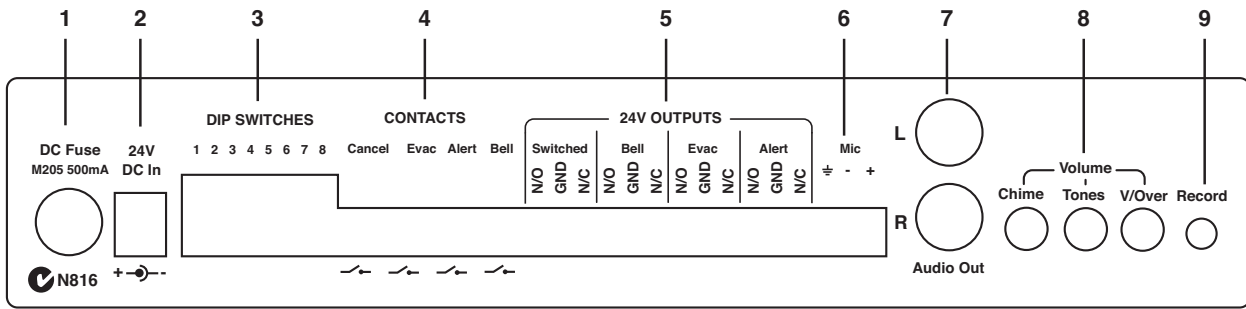 1 2 3 4 5 6 7 8 9
DIP SWITCHES
1 2 3 4 5 6 7 8
CONTACTS
Cancel Evac Alert Bell
24V OUTPUTS
Switched Bell Evac Alert
N/O GND N/C N/O GND N/C N/O GND N/C N/O GND N/C
Mic
- +
DC Fuse
M205 500mA
24V
DC In
+ -
N816
L
R
Audio Out
Volume
Chime Tones V/Over Record